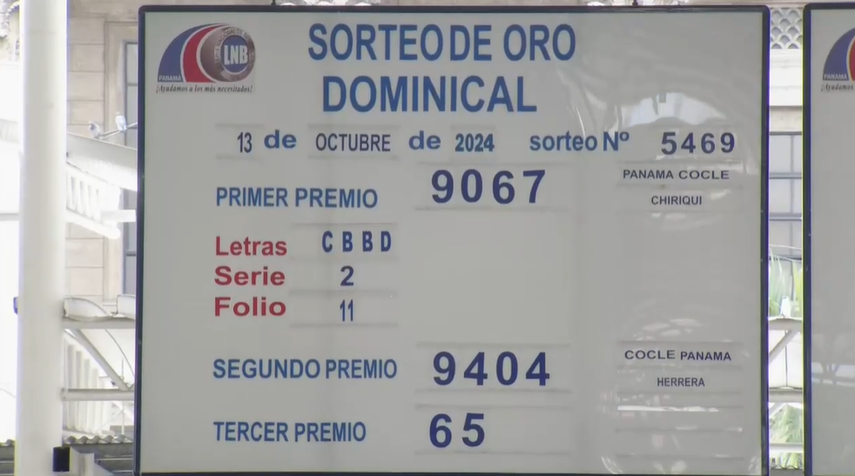 LNB
PANAMÁ
¡Ayudamos a los más necesitados!
SORTEO DE ORO
DOMINICAL
13 de OCTUBRE de 2024 sorteo Nº 5469
PRIMER PREMIO 9067 PANAMA COCLE
CHIRIQUI
Letras C B B D
Serie 2
Folio 11
SEGUNDO PREMIO 9404 COCLE PANAMA
HERRERA
TERCER PREMIO 65